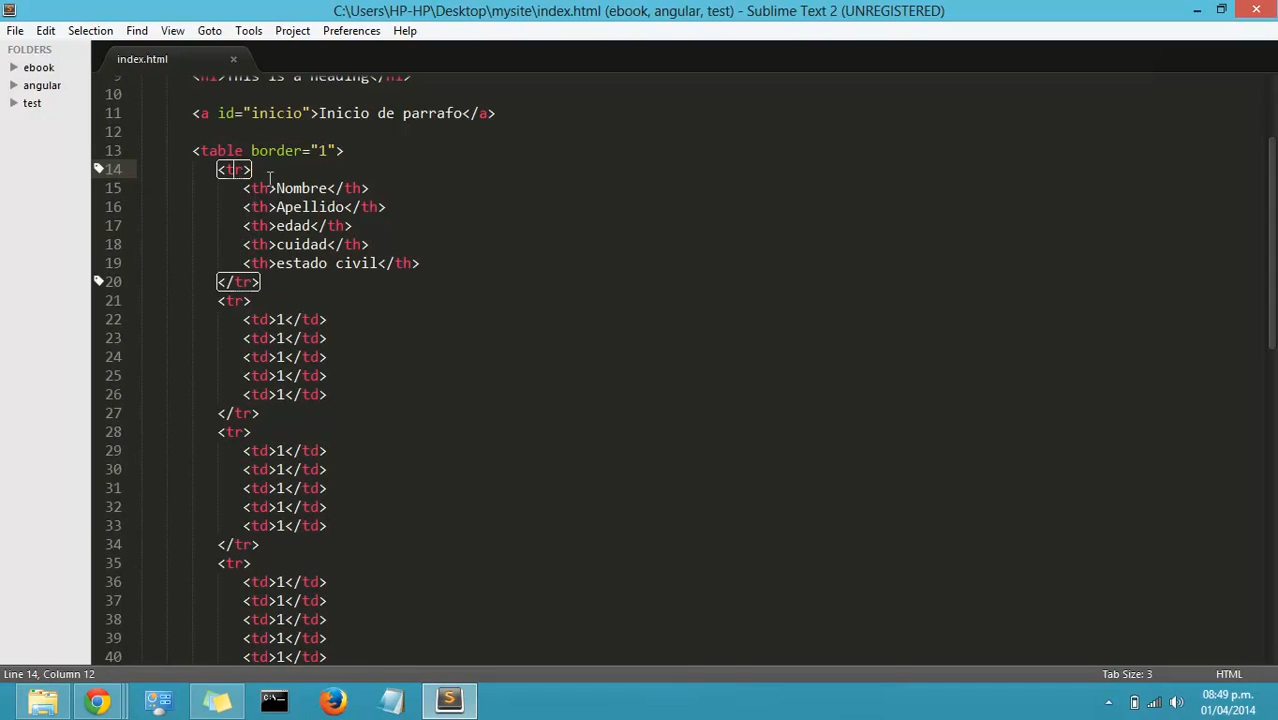 C:\Users\HP-HP\Desktop\mysite\index.html (ebook, angular, test) - Sublime Text 2 (UNREGISTERED)
File Edit Selection Find View Goto Tools Project Preferences Help
FOLDERS
ebook
angular
test
index.html
9 <h1>This is a heading</h1>
10
11 <a id="inicio">Inicio de parrafo</a>
12
13 <table border="1">
14 <tr>
15 <th>Nombre</th>
16 <th>Apellido</th>
17 <th>edad</th>
18 <th>cuidad</th>
19 <th>estado civil</th>
20 </tr>
21 <tr>
22 <td>1</td>
23 <td>1</td>
24 <td>1</td>
25 <td>1</td>
26 <td>1</td>
27 </tr>
28 <tr>
29 <td>1</td>
30 <td>1</td>
31 <td>1</td>
32 <td>1</td>
33 <td>1</td>
34 </tr>
35 <tr>
36 <td>1</td>
37 <td>1</td>
38 <td>1</td>
39 <td>1</td>
40 <td>1</td>
Line 14, Column 12
Tab Size: 3
HTML
08:49 p.m.
01/04/2014